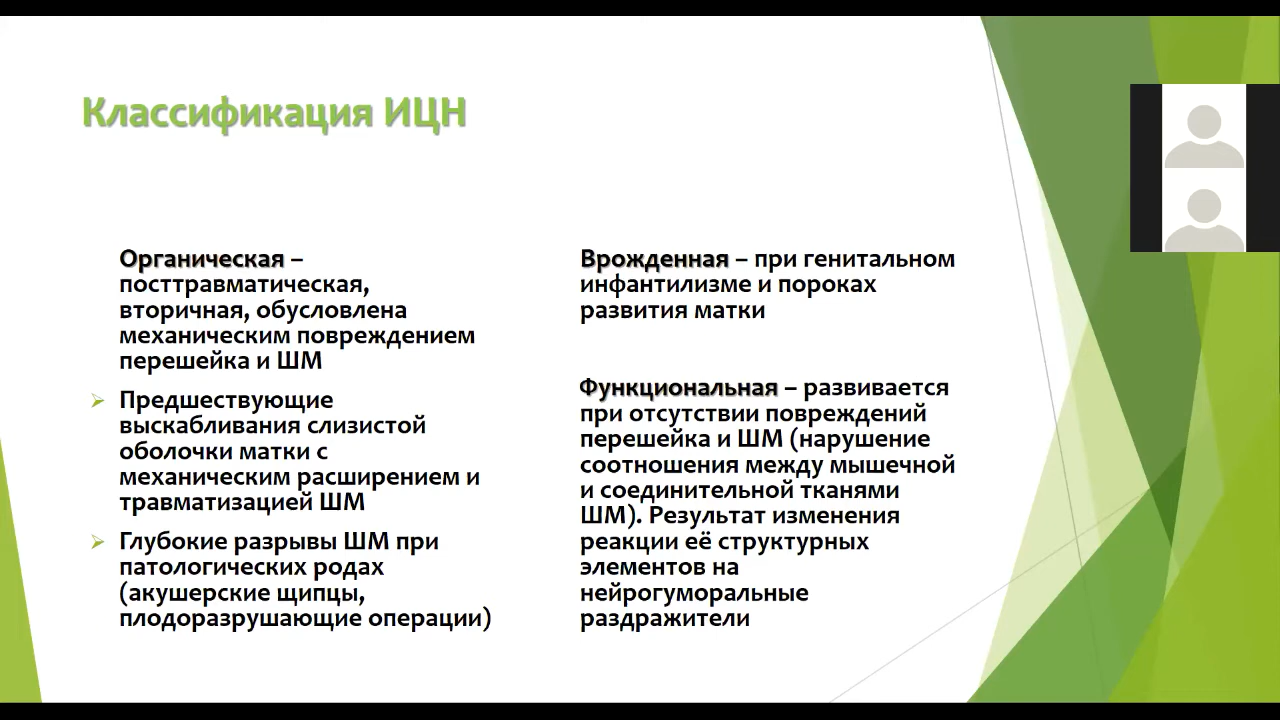 Классификация ИЦН
Органическая –
посттравматическая,
вторичная, обусловлена
механическим повреждением
перешейка и ШМ
Предшествующие
выскабливания слизистой
оболочки матки с
механическим расширением и
травматизацией ШМ
Глубокие разрывы ШМ при
патологических родах
(акушерские щипцы,
плодоразрушающие операции)
Врожденная – при генитальном
инфантилизме и пороках
развития матки
Функциональная – развивается
при отсутствии повреждений
перешейка и ШМ (нарушение
соотношения между мышечной
и соединительной тканями
ШМ). Результат изменения
реакции её структурных
элементов на
нейрогуморальные
раздражители